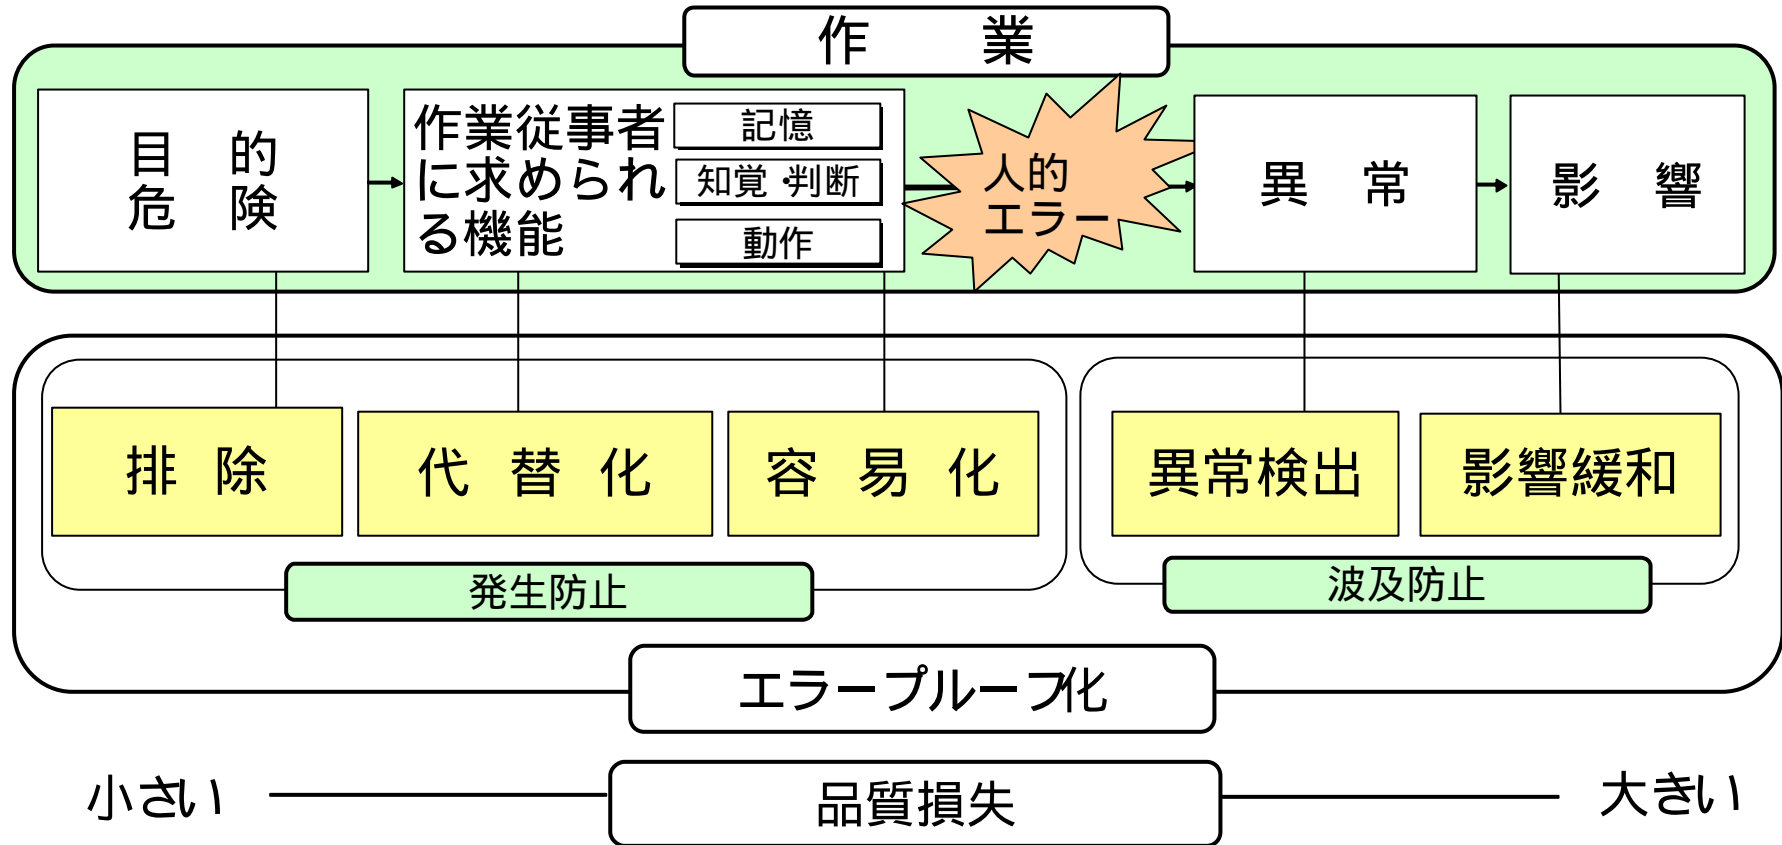 作 業
目 的
危 険
作業従事者
に求められ
る機能
記憶
知覚・判断
動作
人的
エラー
異 常
影 響
排 除
代 替 化
容 易 化
異常検出
影響緩和
発生防止
波及防止
エラープルーフ化
小さい
品質損失
大きい